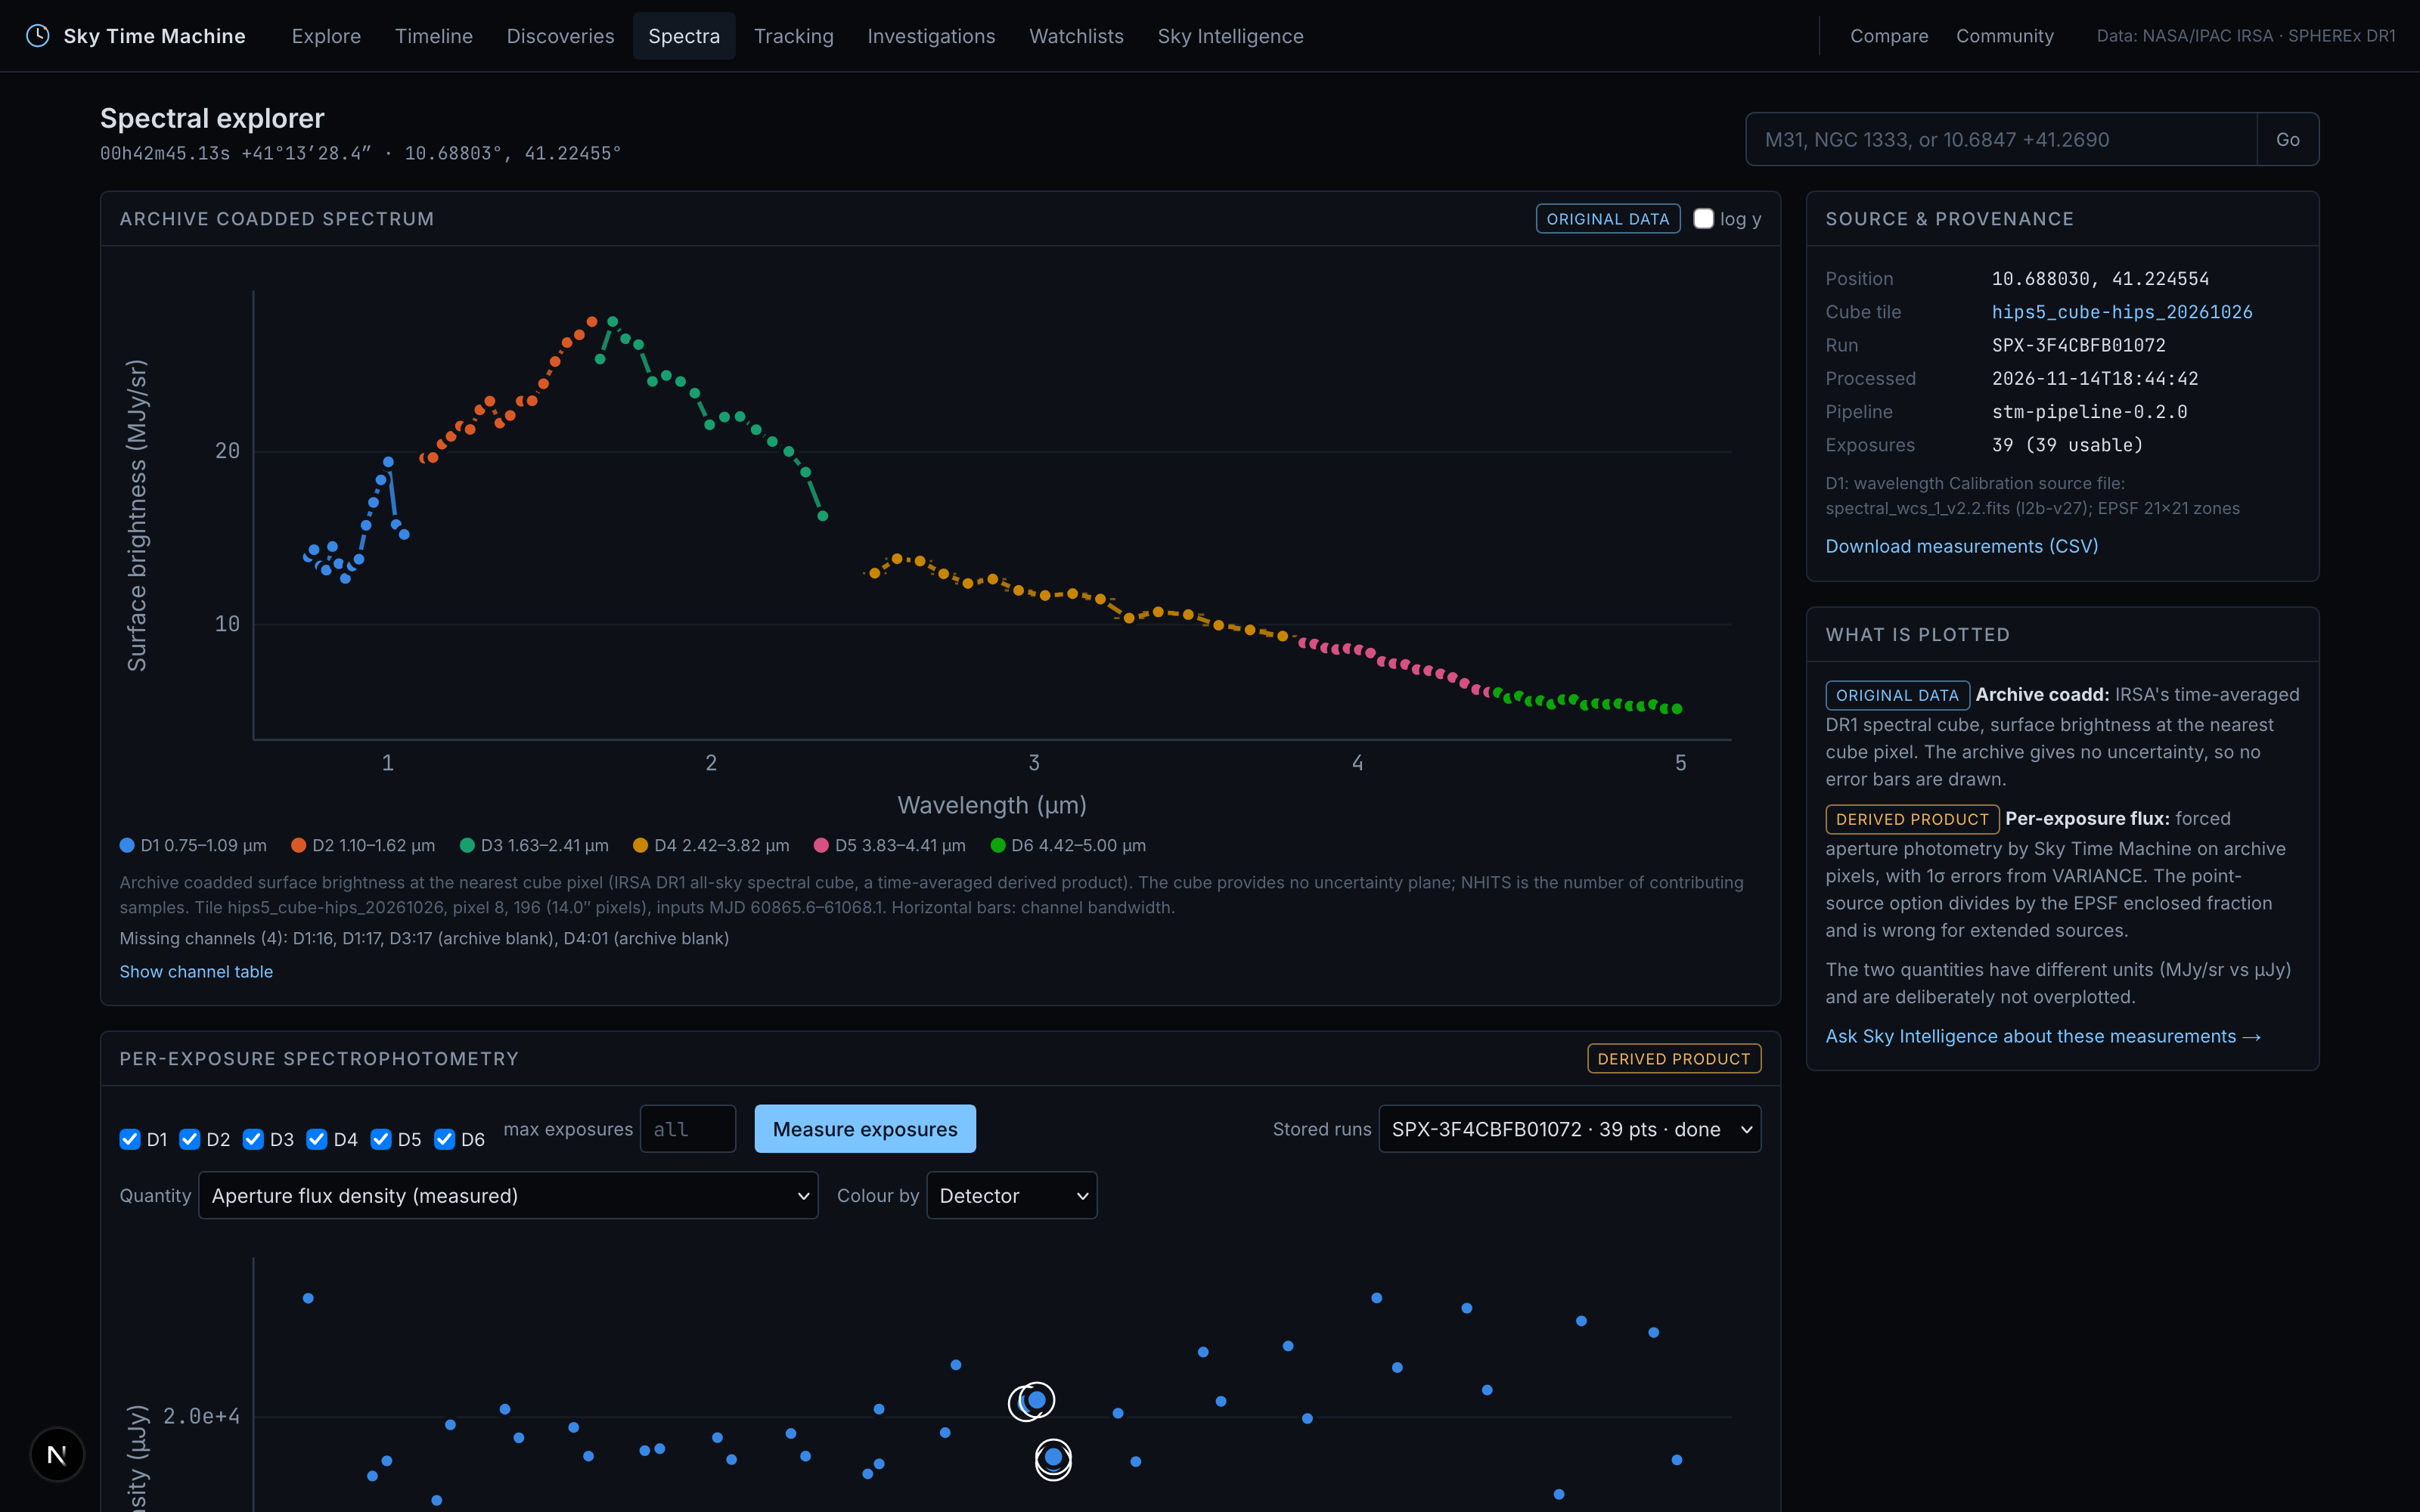 Sky Time Machine Explore Timeline Discoveries Spectra Tracking Investigations Watchlists Sky Intelligence Compare Community Data: NASA/IPAC IRSA · SPHEREx DR1
Spectral explorer
00h42m45.13s +41°13′28.4″ · 10.68803°, 41.22455°
M31, NGC 1333, or 10.6847 +41.2690 Go
ARCHIVE COADDED SPECTRUM ORIGINAL DATA log y
Surface brightness (MJy/sr)
20
10
1 2 3 4 5
Wavelength (µm)
D1 0.75–1.09 µm D2 1.10–1.62 µm D3 1.63–2.41 µm D4 2.42–3.82 µm D5 3.83–4.41 µm D6 4.42–5.00 µm
Archive coadded surface brightness at the nearest cube pixel (IRSA DR1 all-sky spectral cube, a time-averaged derived product). The cube provides no uncertainty plane; NHITS is the number of contributing
samples. Tile hips5_cube-hips_20261026, pixel 8, 196 (14.0″ pixels), inputs MJD 60865.6–61068.1. Horizontal bars: channel bandwidth.
Missing channels (4): D1:16, D1:17, D3:17 (archive blank), D4:01 (archive blank)
Show channel table
SOURCE & PROVENANCE
Position 10.688030, 41.224554
Cube tile hips5_cube-hips_20261026
Run SPX-3F4CBFB01072
Processed 2026-11-14T18:44:42
Pipeline stm-pipeline-0.2.0
Exposures 39 (39 usable)
D1: wavelength Calibration source file:
spectral_wcs_1_v2.2.fits (l2b-v27); EPSF 21×21 zones
Download measurements (CSV)
WHAT IS PLOTTED
ORIGINAL DATA Archive coadd: IRSA's time-averaged
DR1 spectral cube, surface brightness at the nearest
cube pixel. The archive gives no uncertainty, so no
error bars are drawn.
DERIVED PRODUCT Per-exposure flux: forced
aperture photometry by Sky Time Machine on archive
pixels, with 1σ errors from VARIANCE. The point-
source option divides by the EPSF enclosed fraction
and is wrong for extended sources.
The two quantities have different units (MJy/sr vs µJy)
and are deliberately not overplotted.
Ask Sky Intelligence about these measurements →
PER-EXPOSURE SPECTROPHOTOMETRY DERIVED PRODUCT
D1 D2 D3 D4 D5 D6 max exposures all Measure exposures Stored runs SPX-3F4CBFB01072 · 39 pts · done
Quantity Aperture flux density (measured) Colour by Detector
2.0e+4
sity (µJy)
N